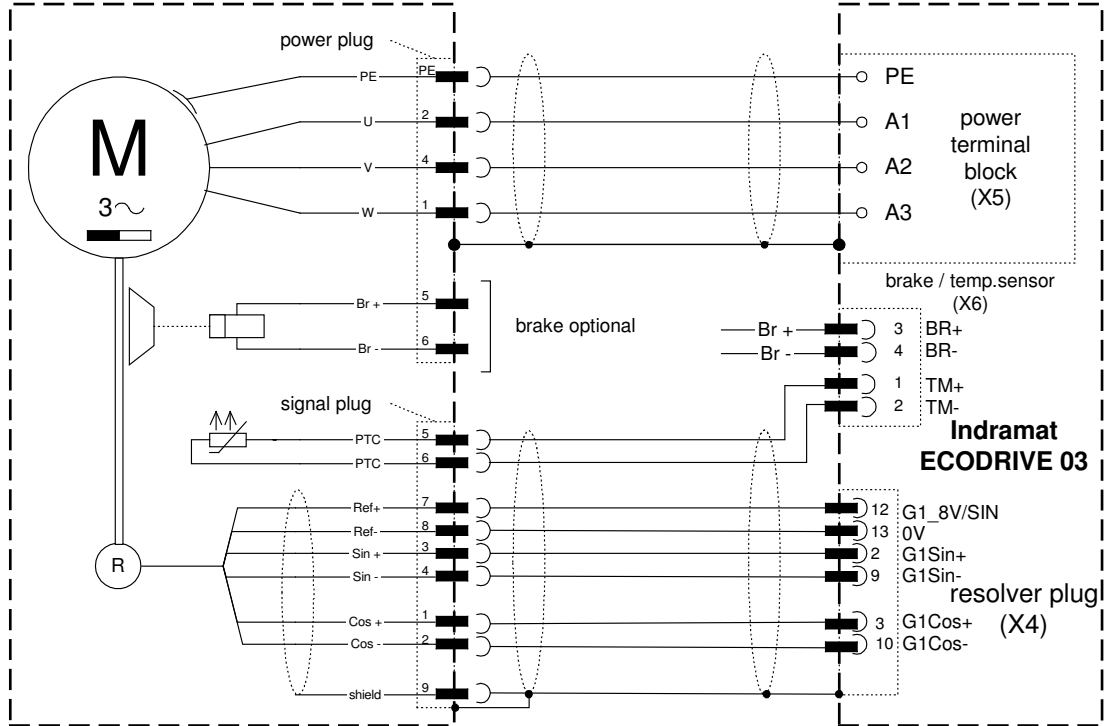 power plug
PE
PE
PE
U
2
A1
power
terminal
block
(X5)
M
3~
V
4
A2
W
1
A3
brake / temp.sensor
(X6)
Br +
5
brake optional
Br -
6
Br +
3
BR+
Br -
4
BR-
1
TM+
2
TM-
signal plug
PTC
5
PTC
6
Indramat
ECODRIVE 03
Ref+
7
12
G1_8V/SIN
Ref-
8
13
0V
Sin +
3
2
G1Sin+
R
Sin -
4
9
G1Sin-
resolver plug
(X4)
Cos +
1
3
G1Cos+
Cos -
2
10
G1Cos-
shield
9